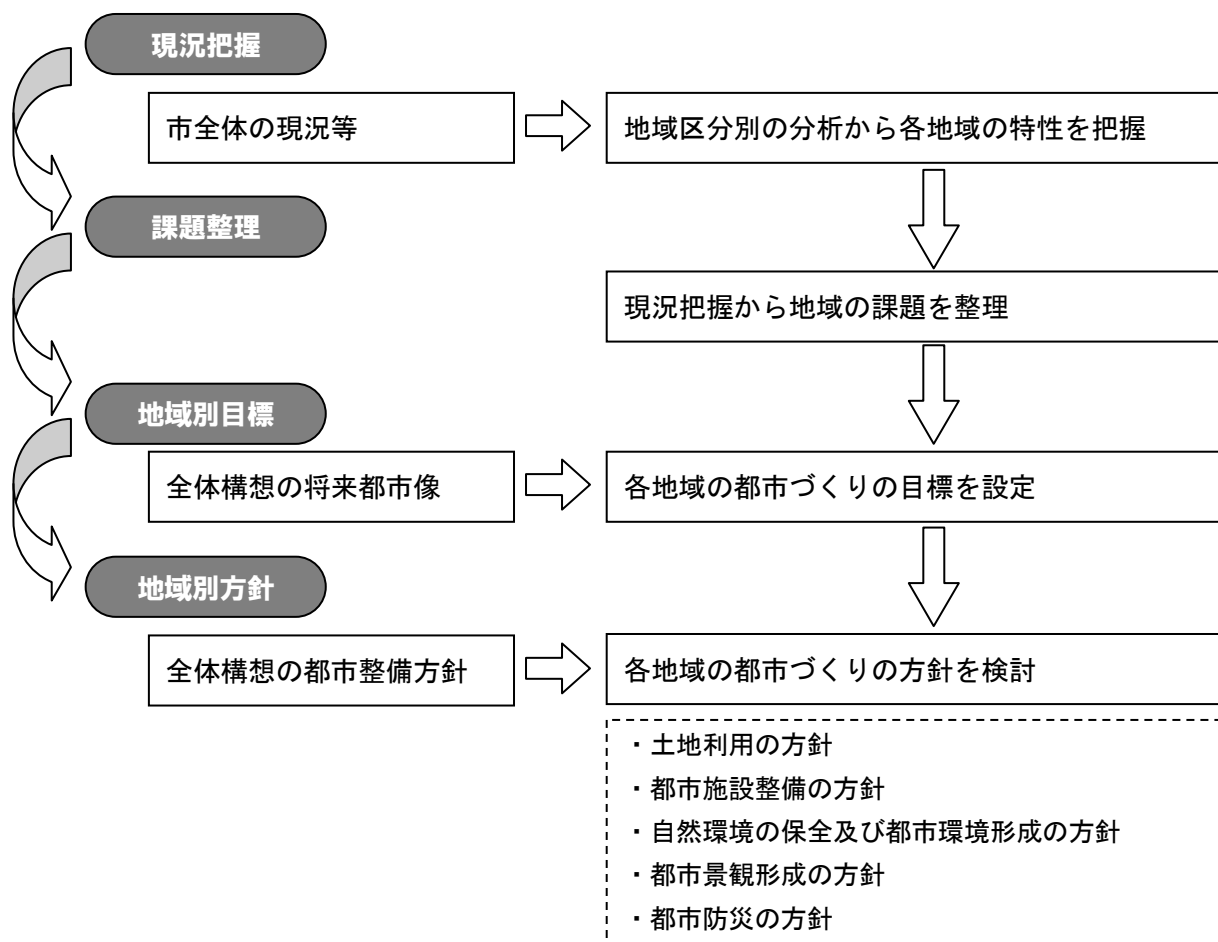 現況把握
市全体の現況等
地域区分別の分析から各地域の特性を把握
課題整理
現況把握から地域の課題を整理
地域別目標
全体構想の将来都市像
各地域の都市づくりの目標を設定
地域別方針
全体構想の都市整備方針
各地域の都市づくりの方針を検討
・土地利用の方針
・都市施設整備の方針
・自然環境の保全及び都市環境形成の方針
・都市景観形成の方針
・都市防災の方針